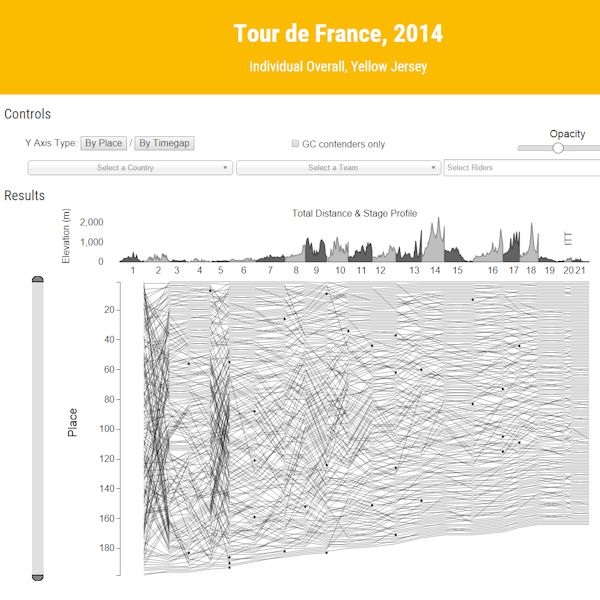 Tour de France, 2014
Individual Overall, Yellow Jersey
Controls
Y Axis Type: By Place / By Timegap
GC contenders only
Opacity
Select a Country
Select a Team
Select Riders
Results
Total Distance & Stage Profile
Elevation (m)
2,000
1,000
0
ITT
1 2 3 4 5 6 7 8 9 10 11 12 13 14 15 16 17 18 19 20 21
Place
20
40
60
80
100
120
140
160
180